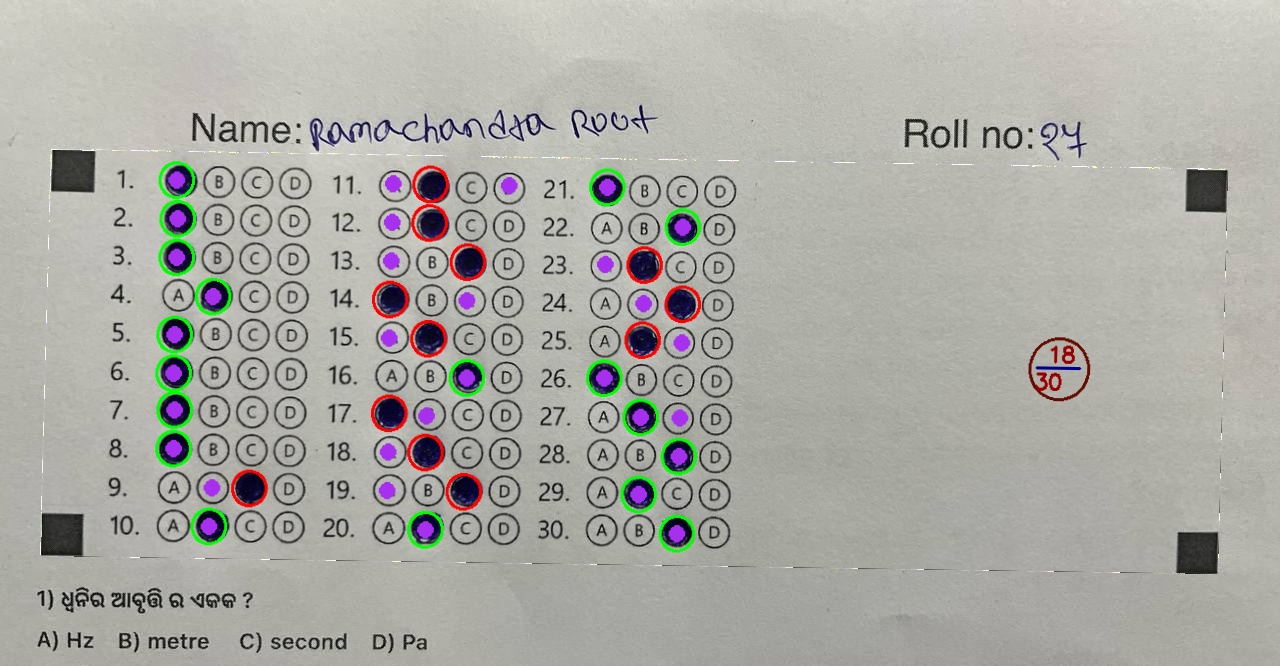 Name: Ramachandra Rout Roll no:
1. B C D 11. C 21. B C D
2. B C D 12. C D 22. A B D
3. B C D 13. B D 23. C D
4. A C D 14. B D 24. A D
5. B C D 15. C D 25. A D
6. B C D 16. A B D 26. B C D
7. B C D 17. C D 27. A D
8. B C D 18. C D 28. A B D
9. A D 19. B D 29. A C D
10. A C D 20. A C D 30. A B D
18
30
1) ଧ୍ୱନିର ଆବୃତ୍ତି ର ଏକକ ?
A) Hz B) metre C) second D) Pa